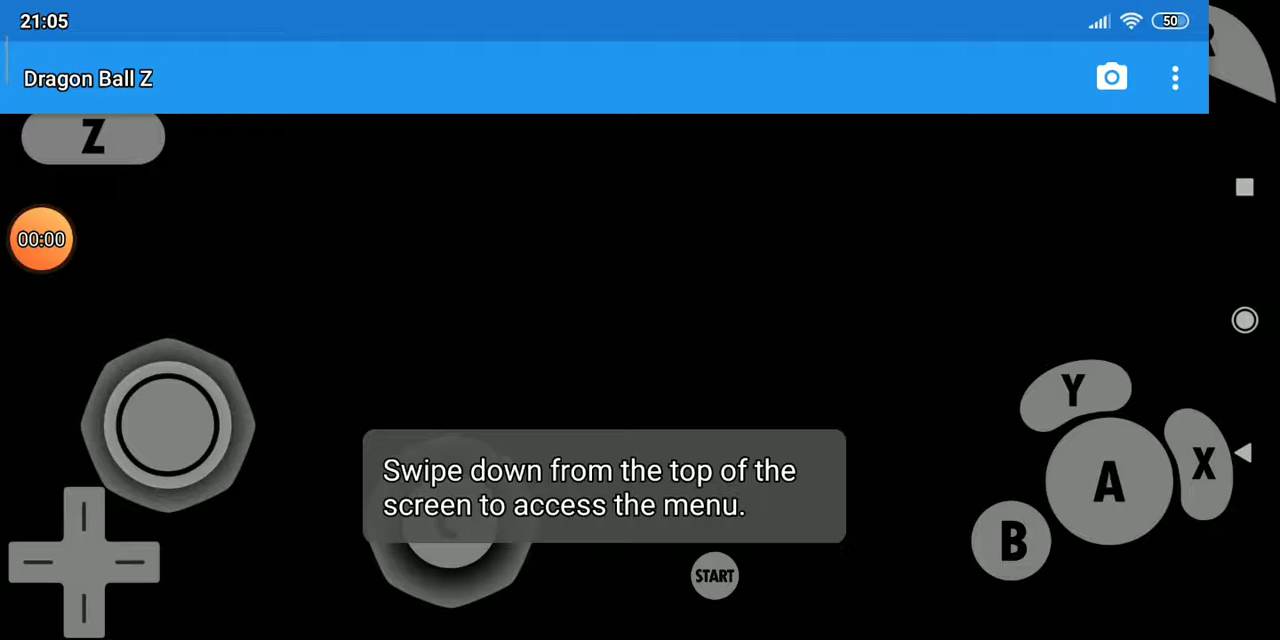 21:05
50
R
Dragon Ball Z
Z
00:00
Y
X
A
B
Swipe down from the top of the
screen to access the menu.
C
START